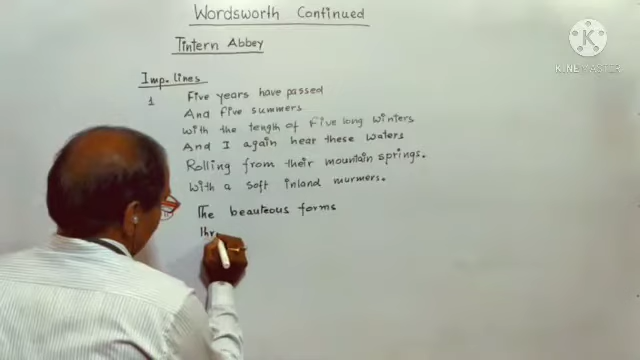 Wordsworth Continued
Tintern Abbey
Imp. lines
1 Five years have passed
And five summers
with the length of Five long winters
And I again hear these waters
Rolling from their mountain springs.
with a soft inland murmers.
The beauteous forms
Thr
KINEMASTER